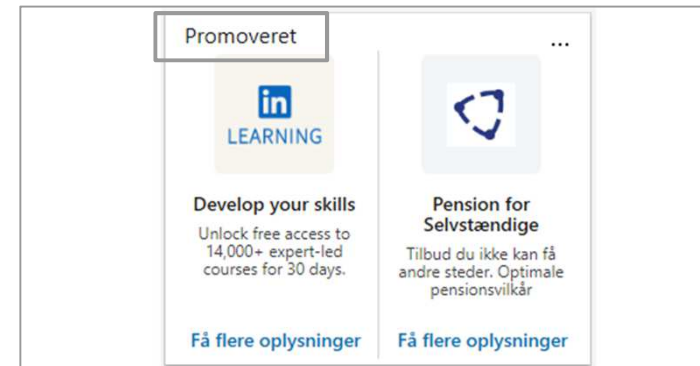 Promoveret
...
in
LEARNING
Develop your skills
Unlock free access to
14,000+ expert-led
courses for 30 days.
Få flere oplysninger
Pension for
Selvstændige
Tilbud du ikke kan få
andre steder. Optimale
pensionsvilkår
Få flere oplysninger